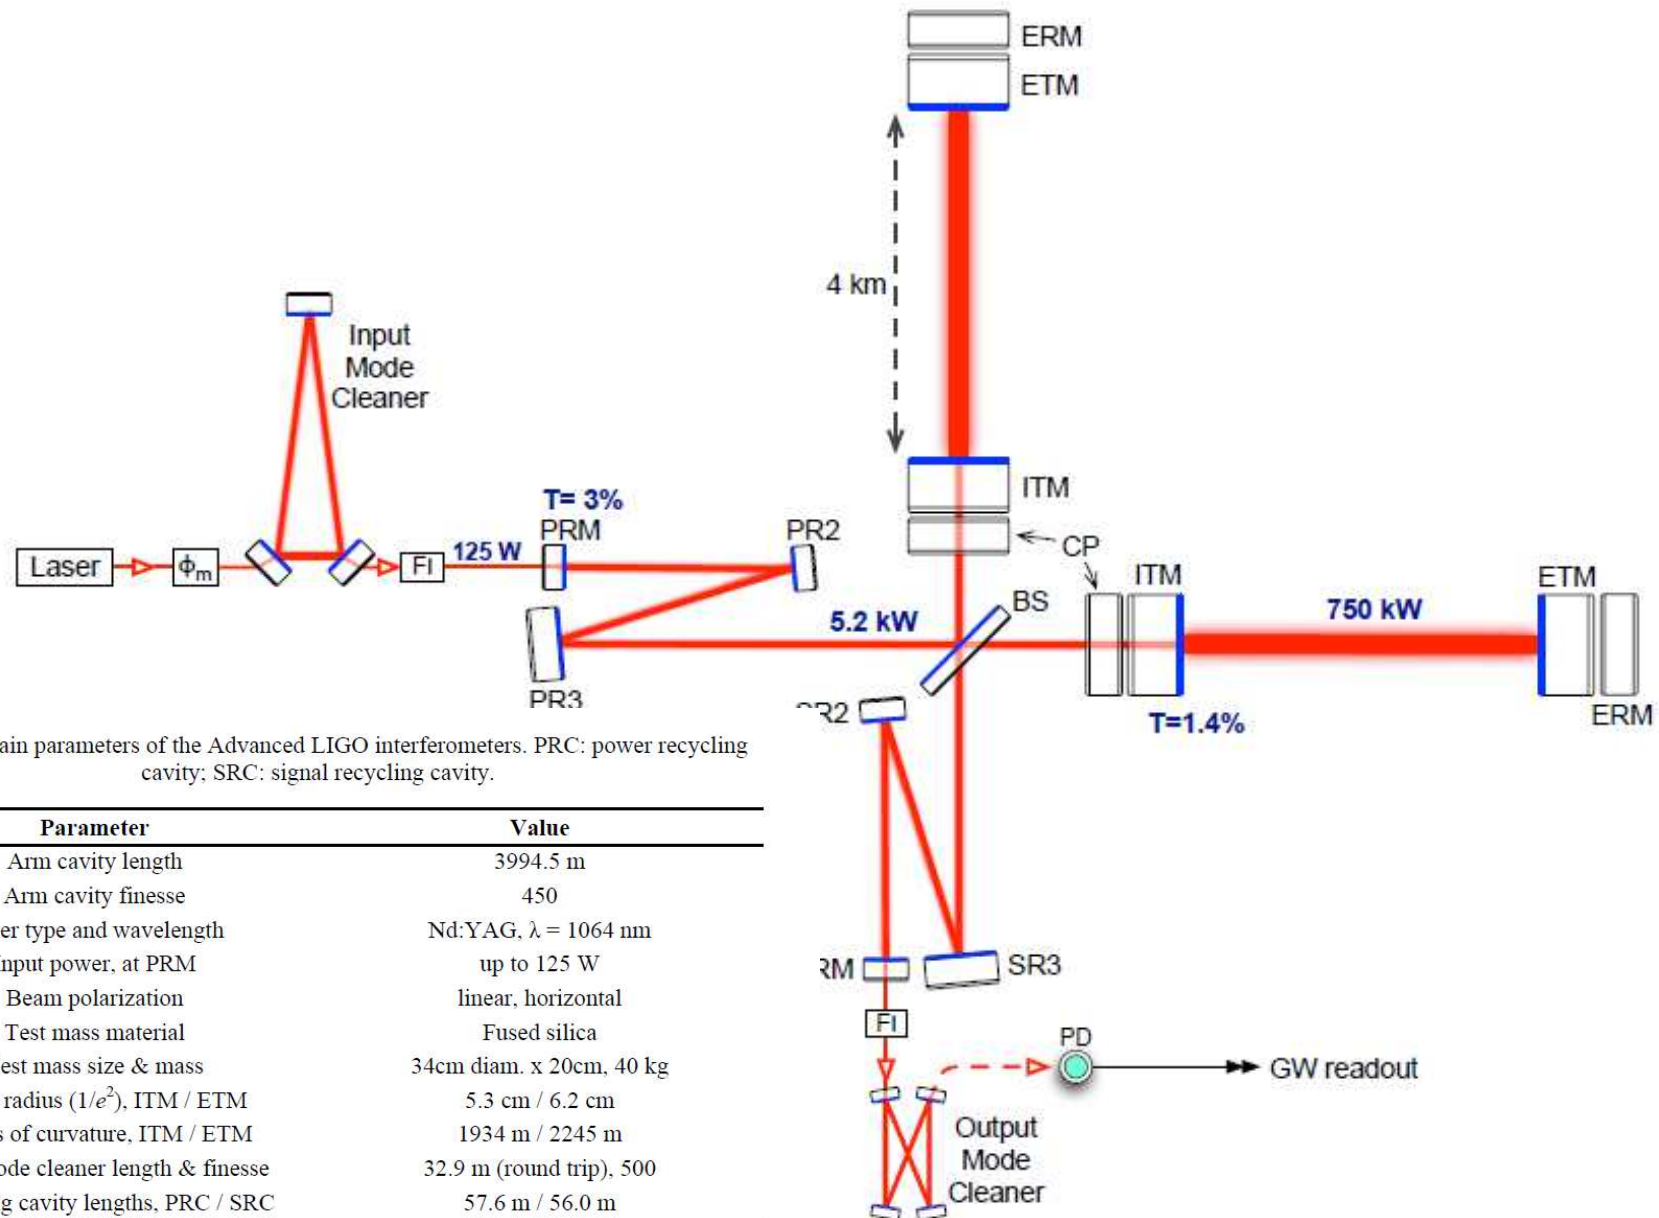 ERM
ETM
4 km
Input
Mode
Cleaner
ITM
T= 3%
PRM
PR2
CP
Laser
ϕm
FI
125 W
ITM
ETM
BS
5.2 kW
750 kW
PR3
R2
T=1.4%
ERM
ain parameters of the Advanced LIGO interferometers. PRC: power recycling
cavity; SRC: signal recycling cavity.
Parameter Value
Arm cavity length 3994.5 m
Arm cavity finesse 450
er type and wavelength Nd:YAG, λ = 1064 nm
nput power, at PRM up to 125 W
Beam polarization linear, horizontal
Test mass material Fused silica
est mass size & mass 34cm diam. x 20cm, 40 kg
radius (1/e²), ITM / ETM 5.3 cm / 6.2 cm
s of curvature, ITM / ETM 1934 m / 2245 m
ode cleaner length & finesse 32.9 m (round trip), 500
g cavity lengths, PRC / SRC 57.6 m / 56.0 m
RM
SR3
FI
PD
GW readout
Output
Mode
Cleaner